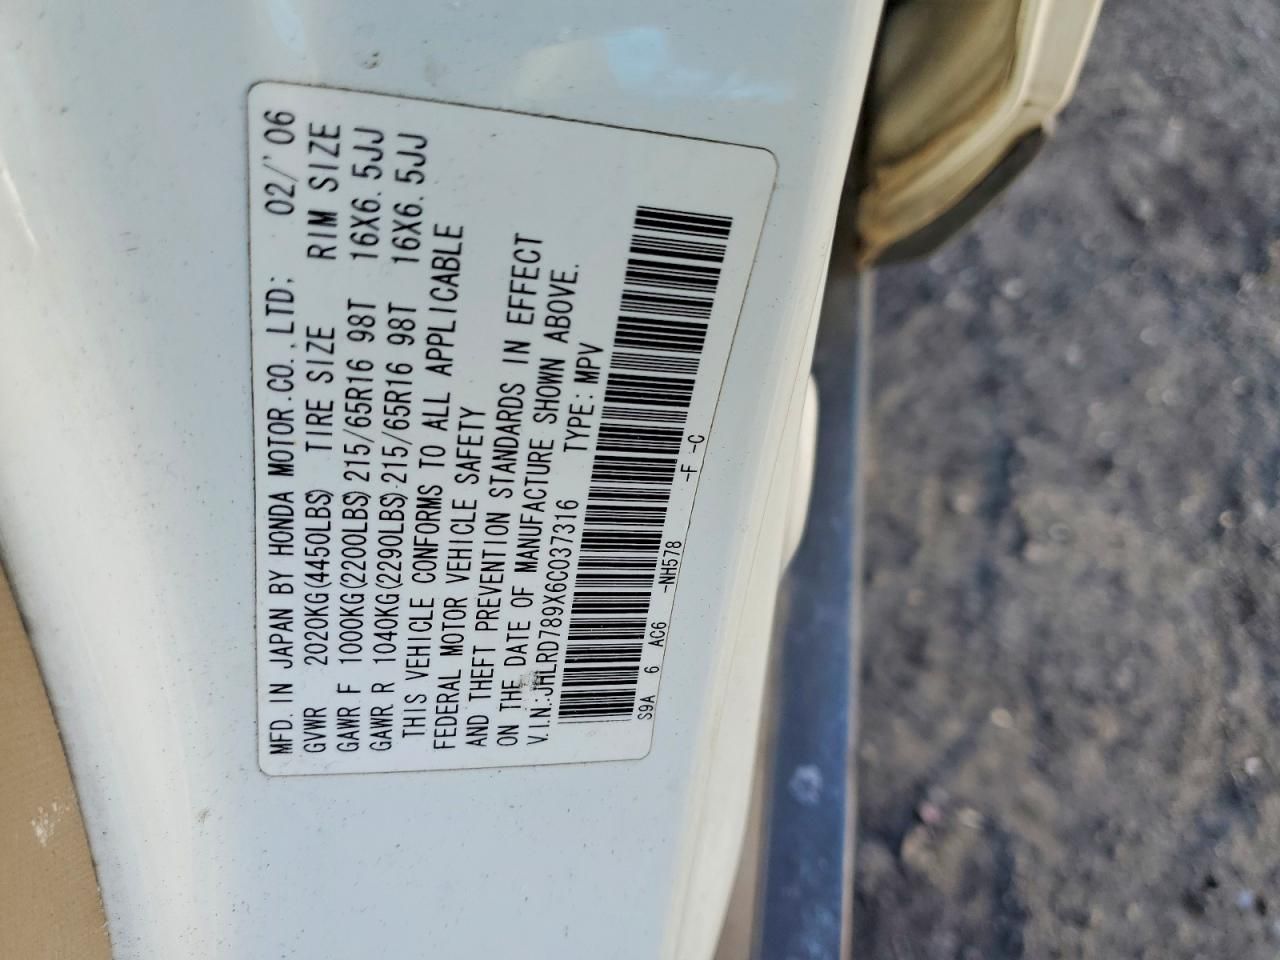 MFD. IN JAPAN BY HONDA MOTOR CO., LTD: 02/'06
GVWR 2020KG(4450LBS) TIRE SIZE RIM SIZE
GAWR F 1000KG(2200LBS) 215/65R16 98T 16X6.5JJ
GAWR R 1040KG(2290LBS) 215/65R16 98T 16X6.5JJ
THIS VEHICLE CONFORMS TO ALL APPLICABLE
FEDERAL MOTOR VEHICLE SAFETY
AND THEFT PREVENTION STANDARDS IN EFFECT
ON THE DATE OF MANUFACTURE SHOWN ABOVE.
V.I.N.:JHLRD789X6C037316 TYPE: MPV
S9A 6 AC6 -NH578 -F -C